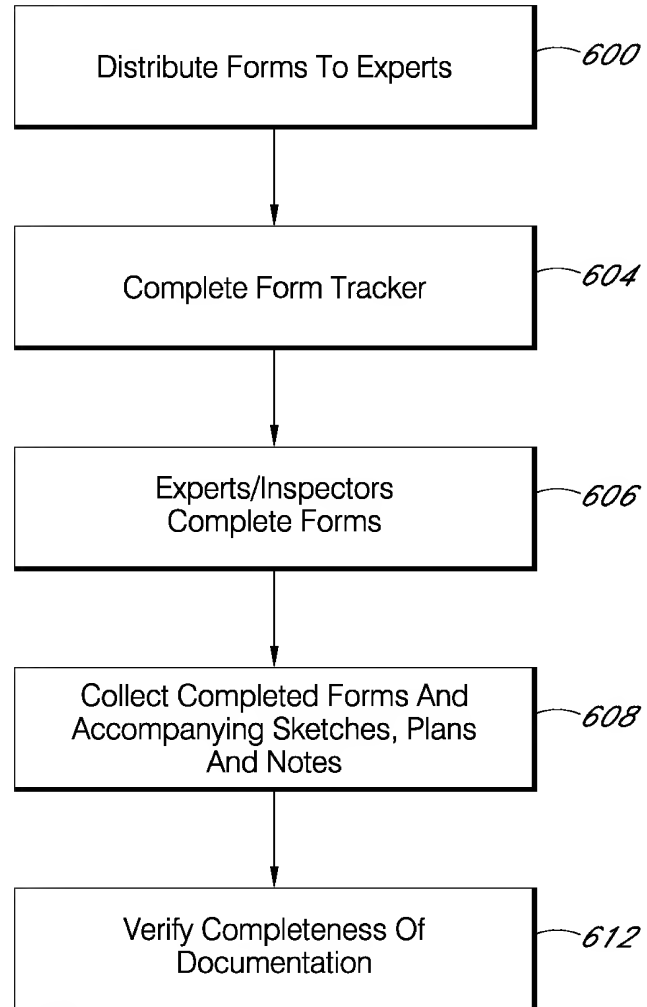 Distribute Forms To Experts
600
Complete Form Tracker
604
Experts/Inspectors
Complete Forms
606
Collect Completed Forms And
Accompanying Sketches, Plans
And Notes
608
Verify Completeness Of
Documentation
612